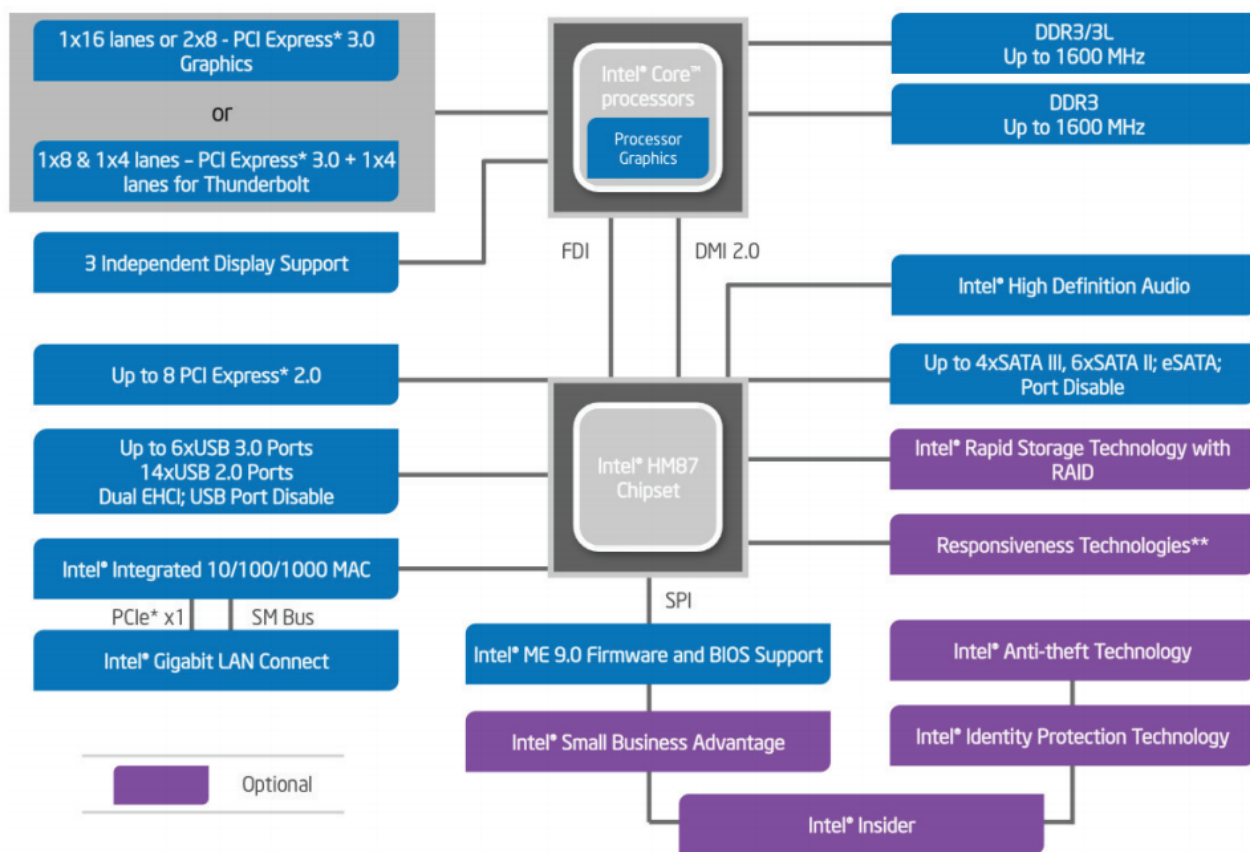 1x16 lanes or 2x8 - PCI Express* 3.0
Graphics
or
1x8 & 1x4 lanes – PCI Express* 3.0 + 1x4
lanes for Thunderbolt
3 Independent Display Support
Intel® Core™
processors
Processor
Graphics
DDR3/3L
Up to 1600 MHz
DDR3
Up to 1600 MHz
FDI
DMI 2.0
Intel® High Definition Audio
Up to 8 PCI Express* 2.0
Up to 6xUSB 3.0 Ports
14xUSB 2.0 Ports
Dual EHCI; USB Port Disable
Intel® Integrated 10/100/1000 MAC
PCIe* x1
SM Bus
Intel® Gigabit LAN Connect
Intel® HM87
Chipset
Up to 4xSATA III, 6xSATA II; eSATA;
Port Disable
Intel® Rapid Storage Technology with
RAID
Responsiveness Technologies**
SPI
Intel® ME 9.0 Firmware and BIOS Support
Intel® Small Business Advantage
Intel® Anti-theft Technology
Intel® Identity Protection Technology
Intel® Insider
Optional